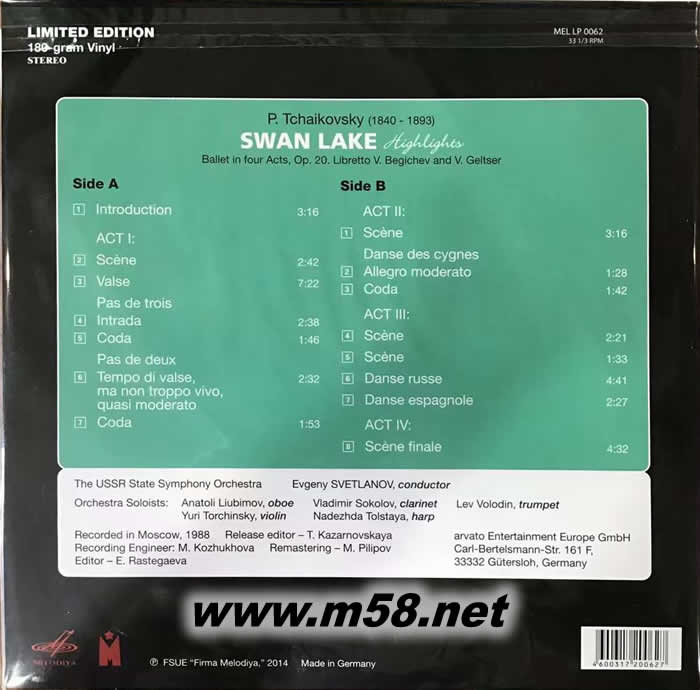 LIMITED EDITION
180-gram Vinyl
STEREO
MEL LP 0062
33 1/3 RPM
P. Tchaikovsky (1840 - 1893)
SWAN LAKE Highlights
Ballet in four Acts, Op. 20. Libretto V. Begichev and V. Geltser
Side A
1 Introduction 3:16
ACT I:
2 Scène 2:42
3 Valse 7:22
Pas de trois
4 Intrada 2:38
5 Coda 1:46
Pas de deux
6 Tempo di valse, 2:32
ma non troppo vivo,
quasi moderato
7 Coda 1:53
Side B
ACT II:
1 Scène 3:16
Danse des cygnes
2 Allegro moderato 1:28
3 Coda 1:42
ACT III:
4 Scène 2:21
5 Scène 1:33
6 Danse russe 4:41
7 Danse espagnole 2:27
ACT IV:
8 Scène finale 4:32
The USSR State Symphony Orchestra Evgeny SVETLANOV, conductor
Orchestra Soloists: Anatoli Liubimov, oboe Vladimir Sokolov, clarinet Lev Volodin, trumpet
Yuri Torchinsky, violin Nadezhda Tolstaya, harp
Recorded in Moscow, 1988 Release editor – T. Kazarnovskaya
Recording Engineer: M. Kozhukhova Remastering – M. Pilipov
Editor – E. Rastegaeva
arvato Entertainment Europe GmbH
Carl-Bertelsmann-Str. 161 F,
33332 Gütersloh, Germany
www.m58.net
MELODIYA
M
℗ FSUE "Firma Melodiya," 2014 Made in Germany
4600317200627